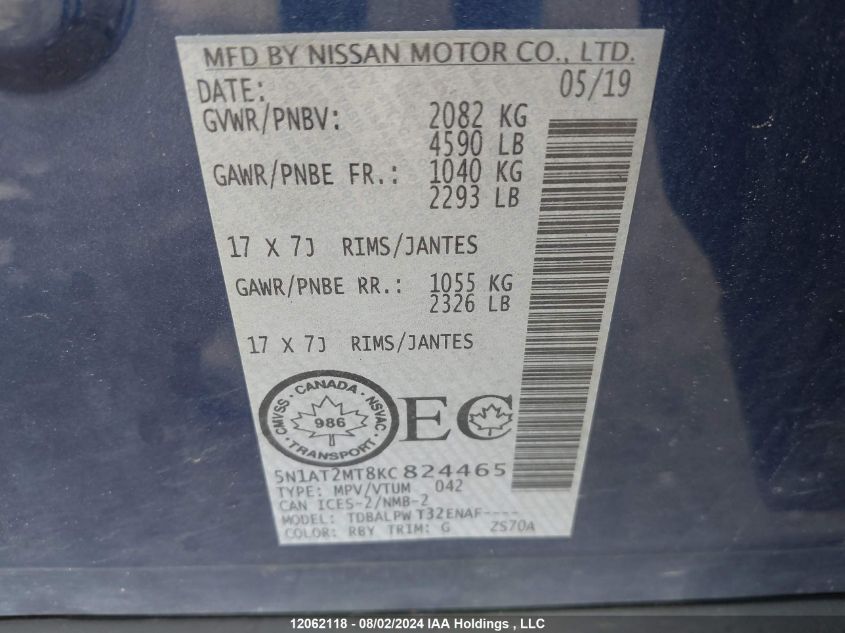 MFD BY NISSAN MOTOR CO., LTD.
DATE: 05/19
GVWR/PNBV: 2082 KG
4590 LB
GAWR/PNBE FR.: 1040 KG
2293 LB
17 X 7J RIMS/JANTES
GAWR/PNBE RR.: 1055 KG
2326 LB
17 X 7J RIMS/JANTES
CANADA
CMVSS NSVAC
986
TRANSPORT
EC
5N1AT2MT8KC824465
TYPE: MPV/VTUM 042
CAN ICES-2/NMB-2
MODEL: TDBALPW T32ENAF----
COLOR: RBY TRIM: G ZS70A
12062118 - 08/02/2024 IAA Holdings, LLC